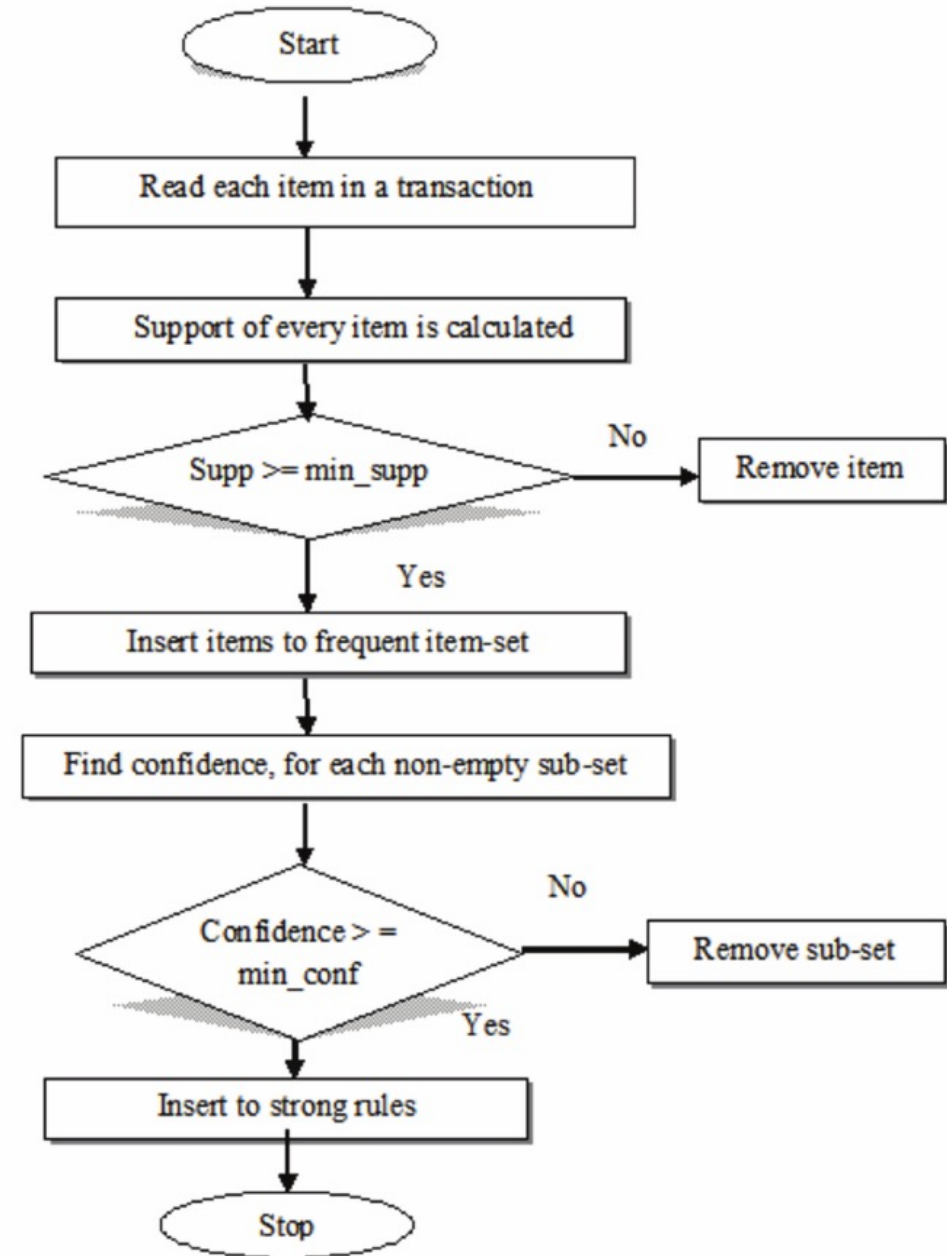 Start
Read each item in a transaction
Support of every item is calculated
Supp >= min_supp
No
Remove item
Yes
Insert items to frequent item-set
Find confidence, for each non-empty sub-set
Confidence > =
min_conf
No
Remove sub-set
Yes
Insert to strong rules
Stop